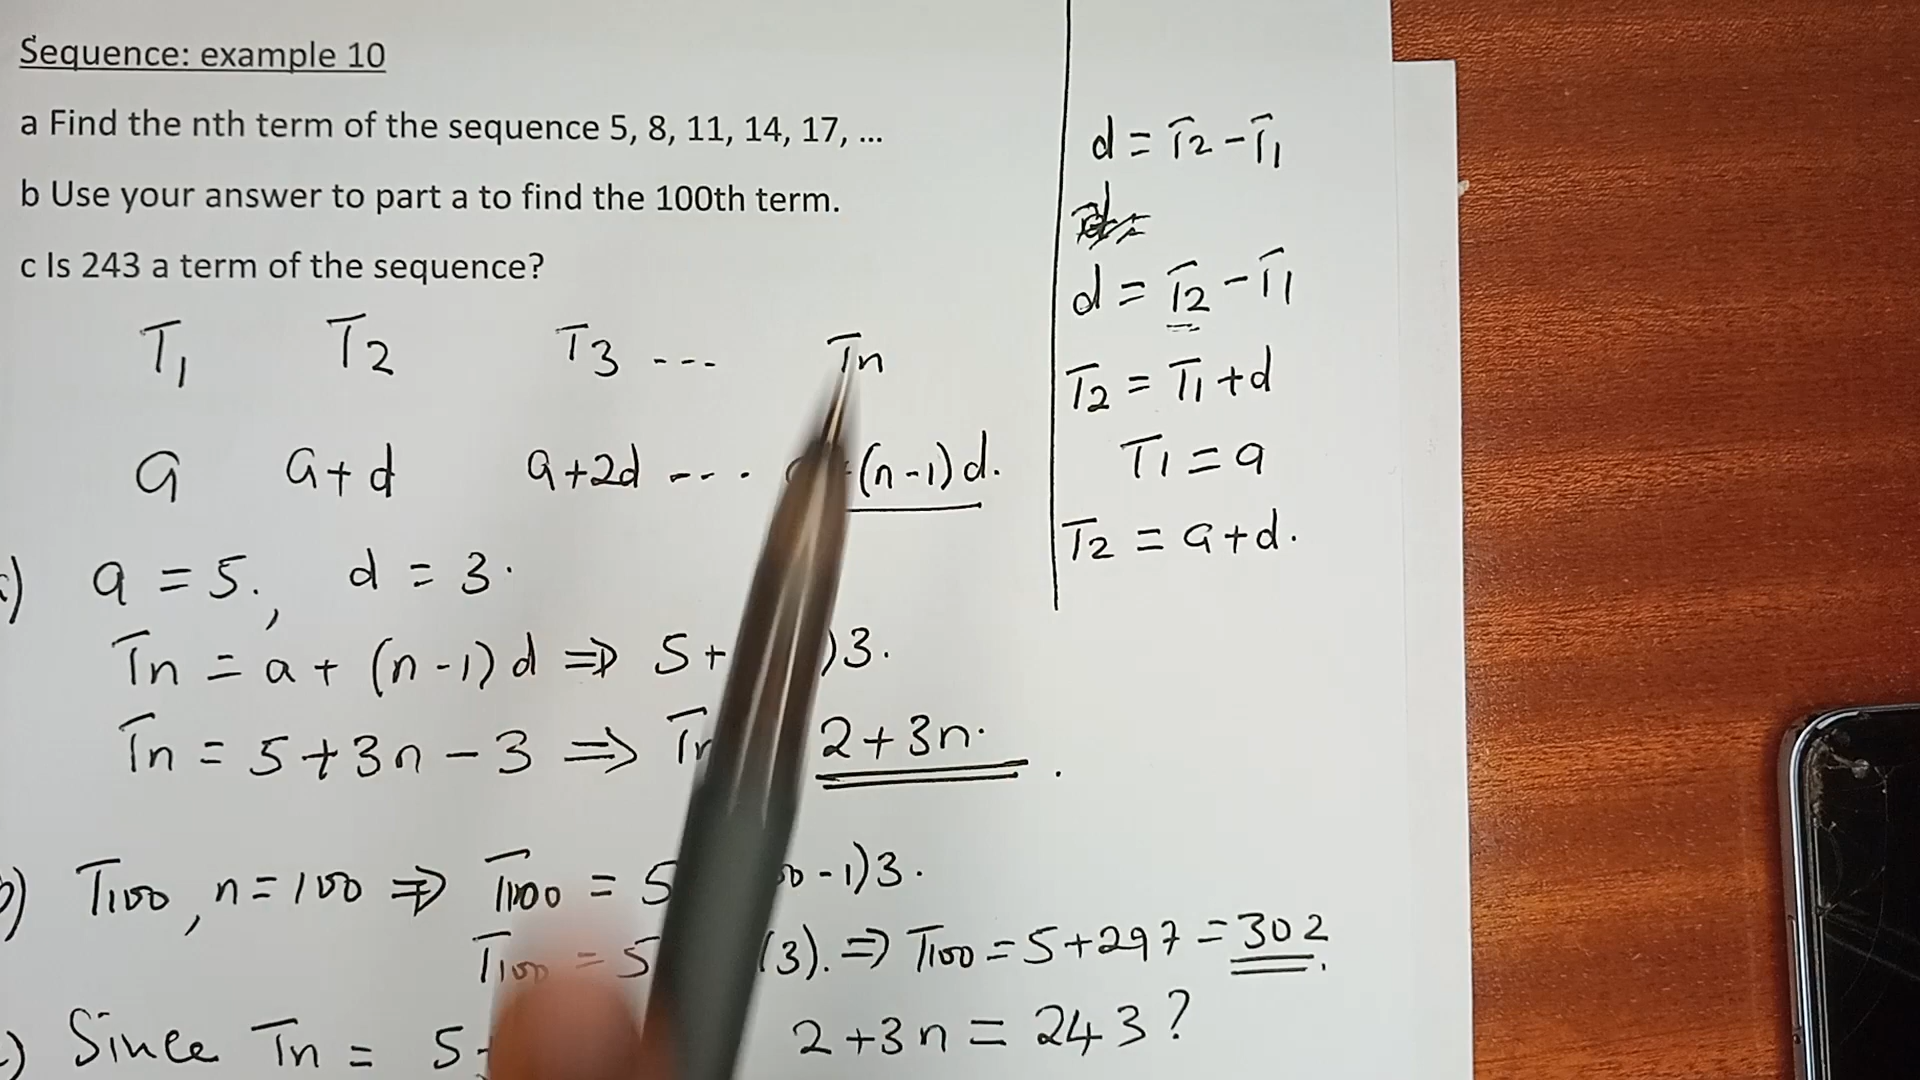 Sequence: example 10
a Find the nth term of the sequence 5, 8, 11, 14, 17, ...
b Use your answer to part a to find the 100th term.
c Is 243 a term of the sequence?
T1 T2 T3 --- Tn
a a+d a+2d --- (n-1)d.
a = 5., d = 3.
Tn = a + (n-1)d ⇒ 5+ )3.
Tn = 5+3n-3 ⇒ 2+3n.
T100, n=100 ⇒ T100 = 5 -1)3.
T100 = 5 (3). ⇒ T100 = 5+297 = 302.
Since Tn = 5 2+3n = 243?
d = T2 - T1
d = T2 - T1
T2 = T1+d
T1 = a
T2 = a+d.